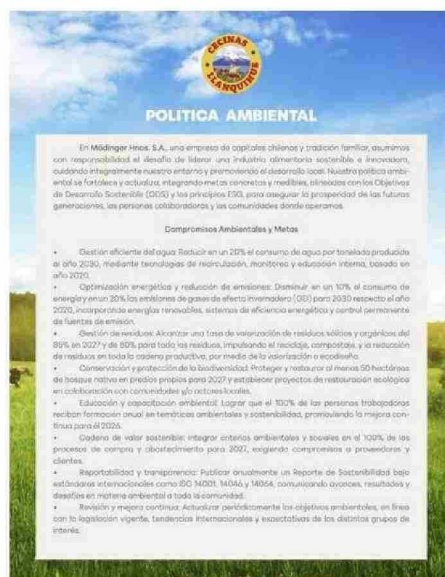 CECINAS
LLANQUIHUE
POLITICA AMBIENTAL
En Mödinger Hnos. S.A., una empresa de capitales chilenos y tradición familiar, asumimos
con responsabilidad el desafío de liderar una industria alimentaria sostenible e innovadora,
cuidando integralmente nuestro entorno y promoviendo el desarrollo local. Nuestra política ambi-
ental se fortalece y actualiza, integrando metas concretas y medibles, alineadas con los Objetivos
de Desarrollo Sostenible (ODS) y los principios ESG, para asegurar la prosperidad de las futuras
generaciones, las personas colaboradoras y las comunidades donde operamos.
Compromisos Ambientales y Metas
• Gestión eficiente del agua: Reducir en un 20% el consumo de agua por tonelada producida
al año 2030, mediante tecnologías de recirculación, monitoreo y educación interna, basado en
año 2020.
• Optimización energética y reducción de emisiones: Disminuir en un 10% el consumo de
energía y en un 20% las emisiones de gases de efecto invernadero (GEI) para 2030 respecto el año
2020, incorporando energías renovables, sistemas de eficiencia energética y control permanente
de fuentes de emisión.
• Gestión de residuos: Alcanzar una tasa de valorización de residuos sólidos y orgánicos del
85% en 2027 y de 80% para todo los residuos, impulsando el reciclaje, compostaje, y la reducción
de residuos en toda la cadena productiva, por medio de la valorización o ecodiseño.
• Conservación y protección de la biodiversidad: Proteger y restaurar al menos 50 hectáreas
de bosque nativo en predios propios para 2027 y establecer proyectos de restauración ecológica
en colaboración con comunidades y/o actores locales.
• Educación y capacitación ambiental: Lograr que el 100% de las personas trabajadoras
reciban formación anual en temáticas ambientales y sostenibilidad, promoviendo la mejora con-
tinua para el 2026.
• Cadena de valor sostenible: Integrar criterios ambientales y sociales en el 100% de los
procesos de compra y abastecimiento para 2027, exigiendo compromisos a proveedores y
clientes.
• Reportabilidad y transparencia: Publicar anualmente un Reporte de Sostenibilidad bajo
estándares internacionales como ISO 14001, 14046 y 14064, comunicando avances, resultados y
desafíos en materia ambiental a toda la comunidad.
• Revisión y mejora continua: Actualizar periódicamente los objetivos ambientales, en línea
con la legislación vigente, tendencias internacionales y expectativas de los distintos grupos de
interés.